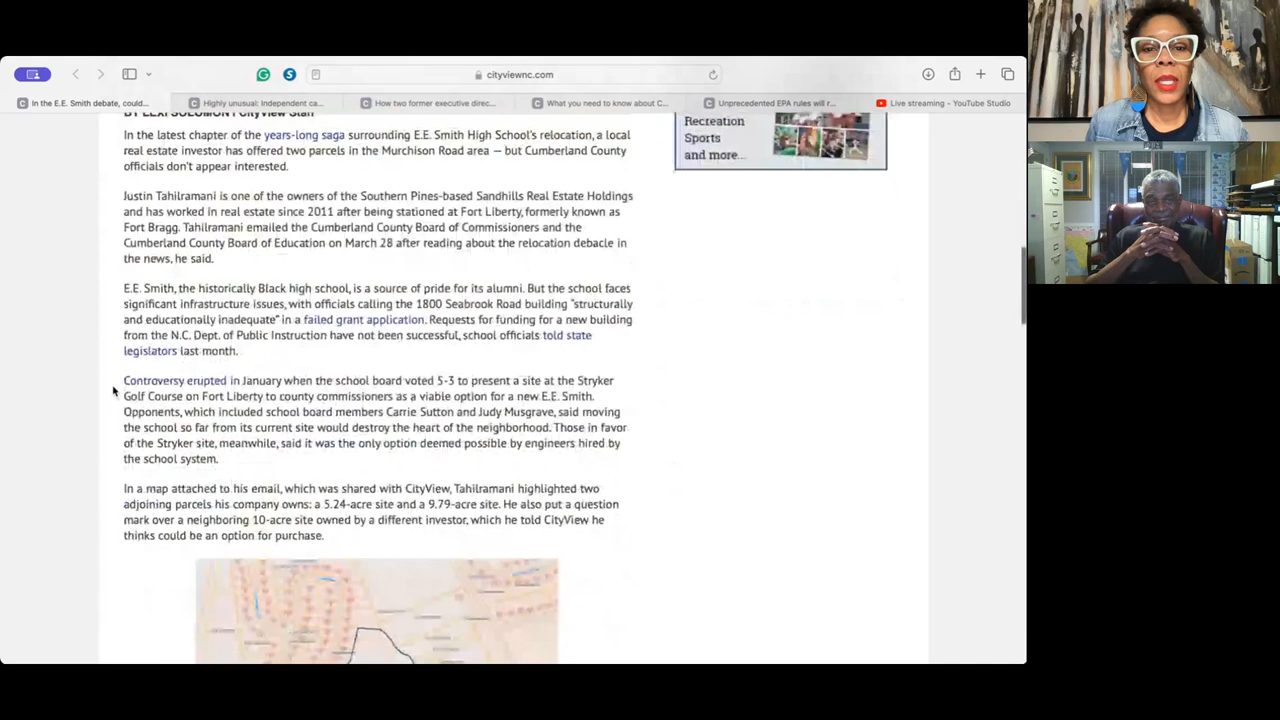 cityviewnc.com
In the E.E. Smith debate, could...
Highly unusual: Independent ca...
How two former executive direc...
What you need to know about C...
Unprecedented EPA rules will r...
Live streaming - YouTube Studio
BY LEXI SOLOMON | CityView Staff
In the latest chapter of the years-long saga surrounding E.E. Smith High School's relocation, a local
real estate investor has offered two parcels in the Murchison Road area — but Cumberland County
officials don't appear interested.
Justin Tahilramani is one of the owners of the Southern Pines-based Sandhills Real Estate Holdings
and has worked in real estate since 2011 after being stationed at Fort Liberty, formerly known as
Fort Bragg. Tahilramani emailed the Cumberland County Board of Commissioners and the
Cumberland County Board of Education on March 28 after reading about the relocation debacle in
the news, he said.
E.E. Smith, the historically Black high school, is a source of pride for its alumni. But the school faces
significant infrastructure issues, with officials calling the 1800 Seabrook Road building "structurally
and educationally inadequate" in a failed grant application. Requests for funding for a new building
from the N.C. Dept. of Public Instruction have not been successful, school officials told state
legislators last month.
Controversy erupted in January when the school board voted 5-3 to present a site at the Stryker
Golf Course on Fort Liberty to county commissioners as a viable option for a new E.E. Smith.
Opponents, which included school board members Carrie Sutton and Judy Musgrave, said moving
the school so far from its current site would destroy the heart of the neighborhood. Those in favor
of the Stryker site, meanwhile, said it was the only option deemed possible by engineers hired by
the school system.
In a map attached to his email, which was shared with CityView, Tahilramani highlighted two
adjoining parcels his company owns: a 5.24-acre site and a 9.79-acre site. He also put a question
mark over a neighboring 10-acre site owned by a different investor, which he told CityView he
thinks could be an option for purchase.
Recreation
Sports
and more...